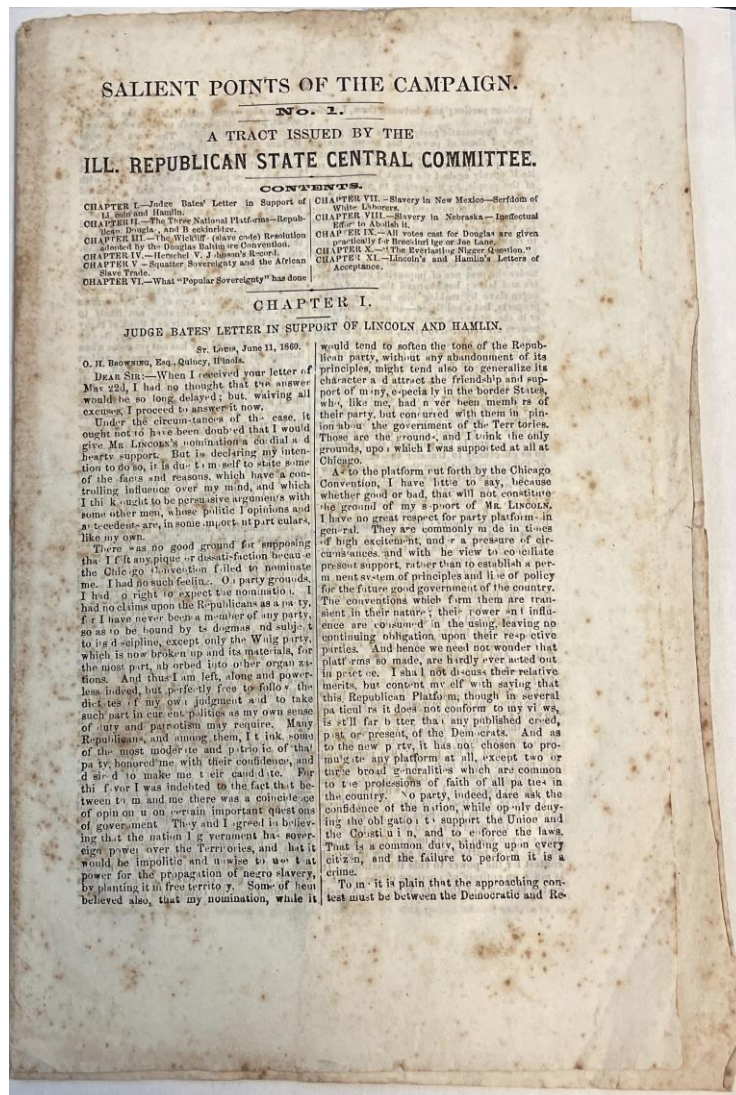 SALIENT POINTS OF THE CAMPAIGN.
No. 1.
A TRACT ISSUED BY THE
ILL. REPUBLICAN STATE CENTRAL COMMITTEE.
CONTENTS.
CHAPTER I.—Judge Bates' Letter in Support of
Lincoln and Hamlin.
CHAPTER II.—The Three National Platforms—Repub-
lican, Douglas, and Breckinridge.
CHAPTER III.—The Wickliffe (slave code) Resolution
adopted by the Douglas Baltimore Convention.
CHAPTER IV.—Herschel V. Johnson's Record.
CHAPTER V.—Squatter Sovereignty and the African
Slave Trade.
CHAPTER VI.—What "Popular Sovereignty" has done
CHAPTER VII.—Slavery in New Mexico—Serfdom of
White Laborers.
CHAPTER VIII.—Slavery in Nebraska—Ineffectual
Effort to Abolish it.
CHAPTER IX.—All votes cast for Douglas are given
practically for Breckinridge or Joe Lane.
CHAPTER X.—"The Everlasting Nigger Question."
CHAPTER XI.—Lincoln's and Hamlin's Letters of
Acceptance.
CHAPTER I.
JUDGE BATES' LETTER IN SUPPORT OF LINCOLN AND HAMLIN.
St. Louis, June 11, 1860.
O. H. Browning, Esq., Quincy, Illinois.
Dear Sir:—When I received your letter of
May 22d, I had no thought that the answer
would be so long delayed; but, waiving all
excuses, I proceed to answer it now.
Under the circumstances of the case, it
ought not to have been doubted that I would
give Mr. Lincoln's nomination a cordial and
hearty support. But in declaring my inten-
tion to do so, it is due to myself to state some
of the facts and reasons, which have a con-
trolling influence over my mind, and which
I think ought to be persuasive arguments with
some other men, whose political opinions and
antecedents are, in some important particulars,
like my own.
There was no good ground for supposing
that I felt any pique or dissatisfaction because
the Chicago Convention failed to nominate
me. I had no such feeling. On party grounds,
I had no right to expect the nomination. I
had no claims upon the Republicans as a party,
for I have never been a member of any party,
so as to be bound by its dogmas, and subject
to its discipline, except only the Whig party,
which is now broken up and its materials, for
the most part, absorbed into other organiza-
tions. And thus I am left, alone and power-
less indeed, but perfectly free to follow the
dictates of my own judgment and to take
such part in current politics as my own sense
of duty and patriotism may require. Many
Republicans, and among them, I think, some
of the most moderate and patriotic of that
party, honored me with their confidence, and
desired to make me their candidate. For
this favor I was indebted to the fact that be-
tween them and me there was a coincidence
of opinion upon certain important questions
of government. They and I agreed in believ-
ing that the national government has sover-
eign power over the Territories, and that it
would be impolitic and unwise to use that
power for the propagation of negro slavery,
by planting it in free territory. Some of them
believed also, that my nomination, while it
would tend to soften the tone of the Repub-
lican party, without any abandonment of its
principles, might tend also to generalize its
character and attract the friendship and sup-
port of many, especially in the border States,
who, like me, had never been members of
their party, but concurred with them in opin-
ion about the government of the Territories.
Those are the grounds, and I think the only
grounds, upon which I was supported at all at
Chicago.
As to the platform put forth by the Chicago
Convention, I have little to say, because
whether good or bad, that will not constitute
the ground of my support of Mr. Lincoln.
I have no great respect for party platforms in
general. They are commonly made in times
of high excitement, under a pressure of cir-
cumstances, and with the view to conciliate
present support, rather than to establish a per-
manent system of principles and line of policy
for the future good government of the country.
The conventions which form them are tran-
sient in their nature; their power and influ-
ence are consumed in the using, leaving no
continuing obligation upon their respective
parties. And hence we need not wonder that
platforms so made, are hardly ever acted out
in practice. I shall not discuss their relative
merits, but content myself with saying that
this Republican Platform, though in several
particulars it does not conform to my views,
is still far better than any published creed,
past or present, of the Democrats. And as
to the new party, it has not chosen to pro-
mulgate any platform at all, except two or
three broad generalities which are common
to the professions of faith of all parties in
the country. No party, indeed, dare ask the
confidence of the nation, while openly deny-
ing the obligation to support the Union and
the Constitution, and to enforce the laws.
That is a common duty, binding upon every
citizen, and the failure to perform it is a
crime.
To me it is plain that the approaching con-
test must be between the Democratic and Re-